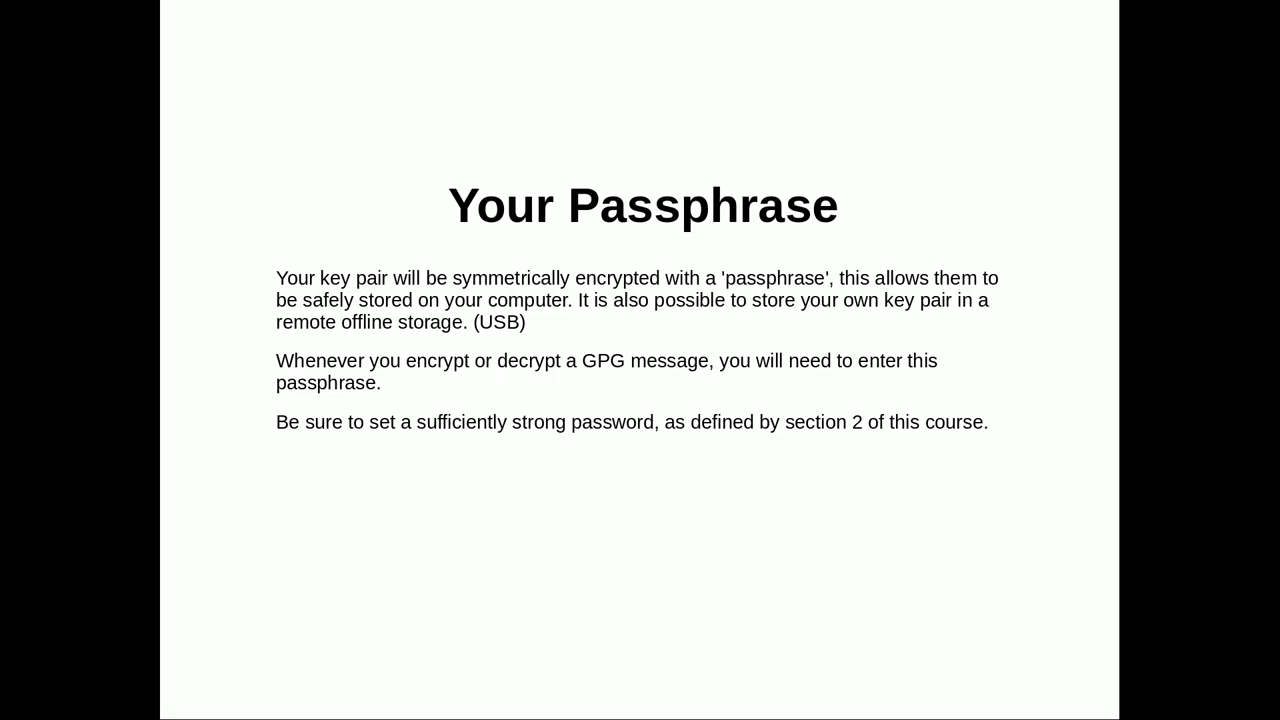 Your Passphrase
Your key pair will be symmetrically encrypted with a 'passphrase', this allows them to
be safely stored on your computer. It is also possible to store your own key pair in a
remote offline storage. (USB)
Whenever you encrypt or decrypt a GPG message, you will need to enter this
passphrase.
Be sure to set a sufficiently strong password, as defined by section 2 of this course.